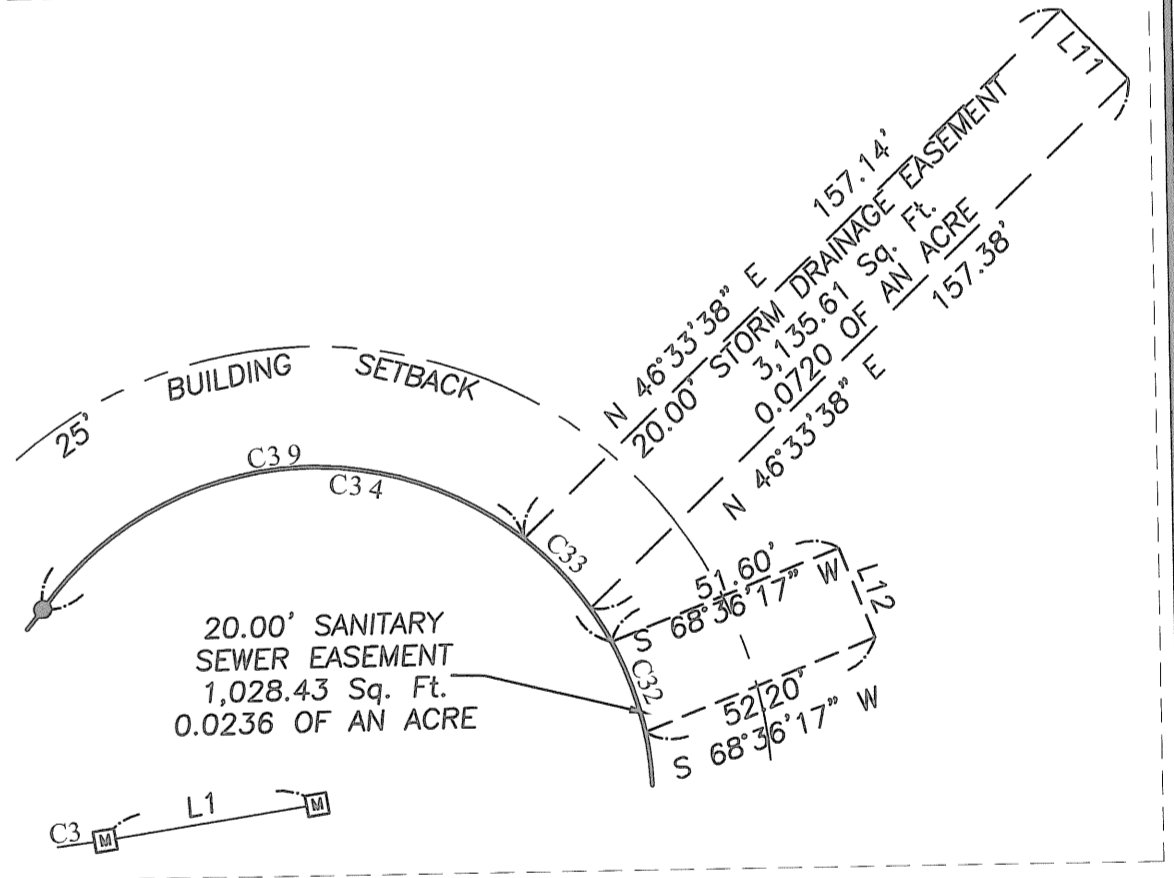 L11
157.14'
N 46°33'38" E
20.00' STORM DRAINAGE EASEMENT
3,135.61 Sq. Ft.
0.0720 OF AN ACRE
157.38'
N 46°33'38" E
25' BUILDING SETBACK
C39
C34
C33
51.60'
S 68°36'17" W
L12
C32
52.20'
S 68°36'17" W
20.00' SANITARY
SEWER EASEMENT
1,028.43 Sq. Ft.
0.0236 OF AN ACRE
C3
M
L1
M